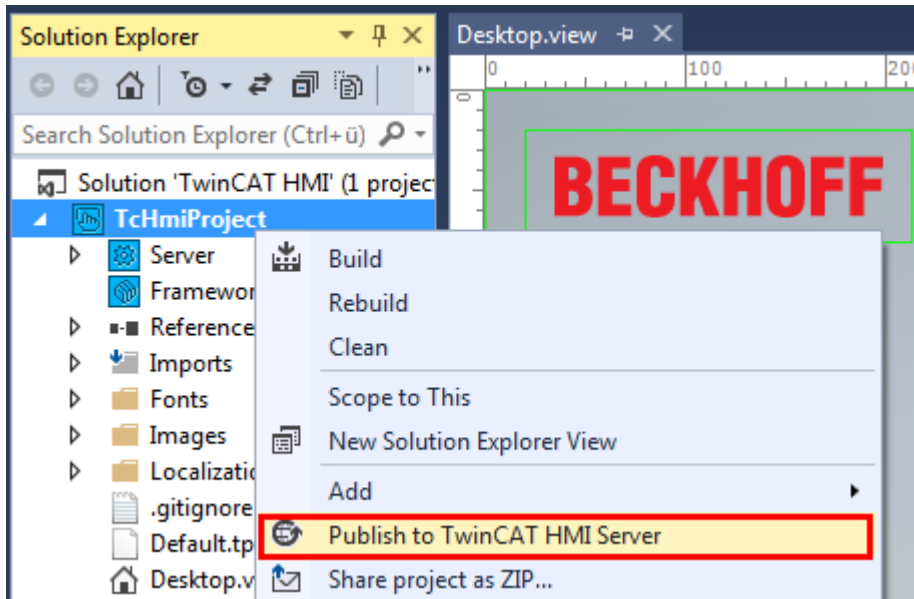 Solution Explorer
Desktop.view
0 100 200
0
Search Solution Explorer (Ctrl+ü)
Solution 'TwinCAT HMI' (1 projec
TcHmiProject
BECKHOFF
Server
Framewor
Reference
Imports
Fonts
Images
Localizatio
.gitignore
Default.tp
Desktop.v
Build
Rebuild
Clean
Scope to This
New Solution Explorer View
Add
Publish to TwinCAT HMI Server
Share project as ZIP...